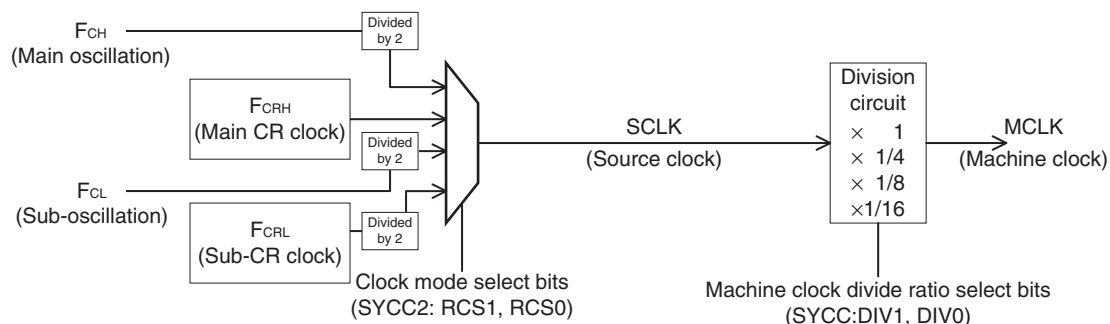 FCH
(Main oscillation)
Divided
by 2
FCRH
(Main CR clock)
Divided
by 2
FCL
(Sub-oscillation)
FCRL
(Sub-CR clock)
Divided
by 2
Clock mode select bits
(SYCC2: RCS1, RCS0)
SCLK
(Source clock)
Division
circuit
× 1
× 1/4
× 1/8
×1/16
MCLK
(Machine clock)
Machine clock divide ratio select bits
(SYCC:DIV1, DIV0)